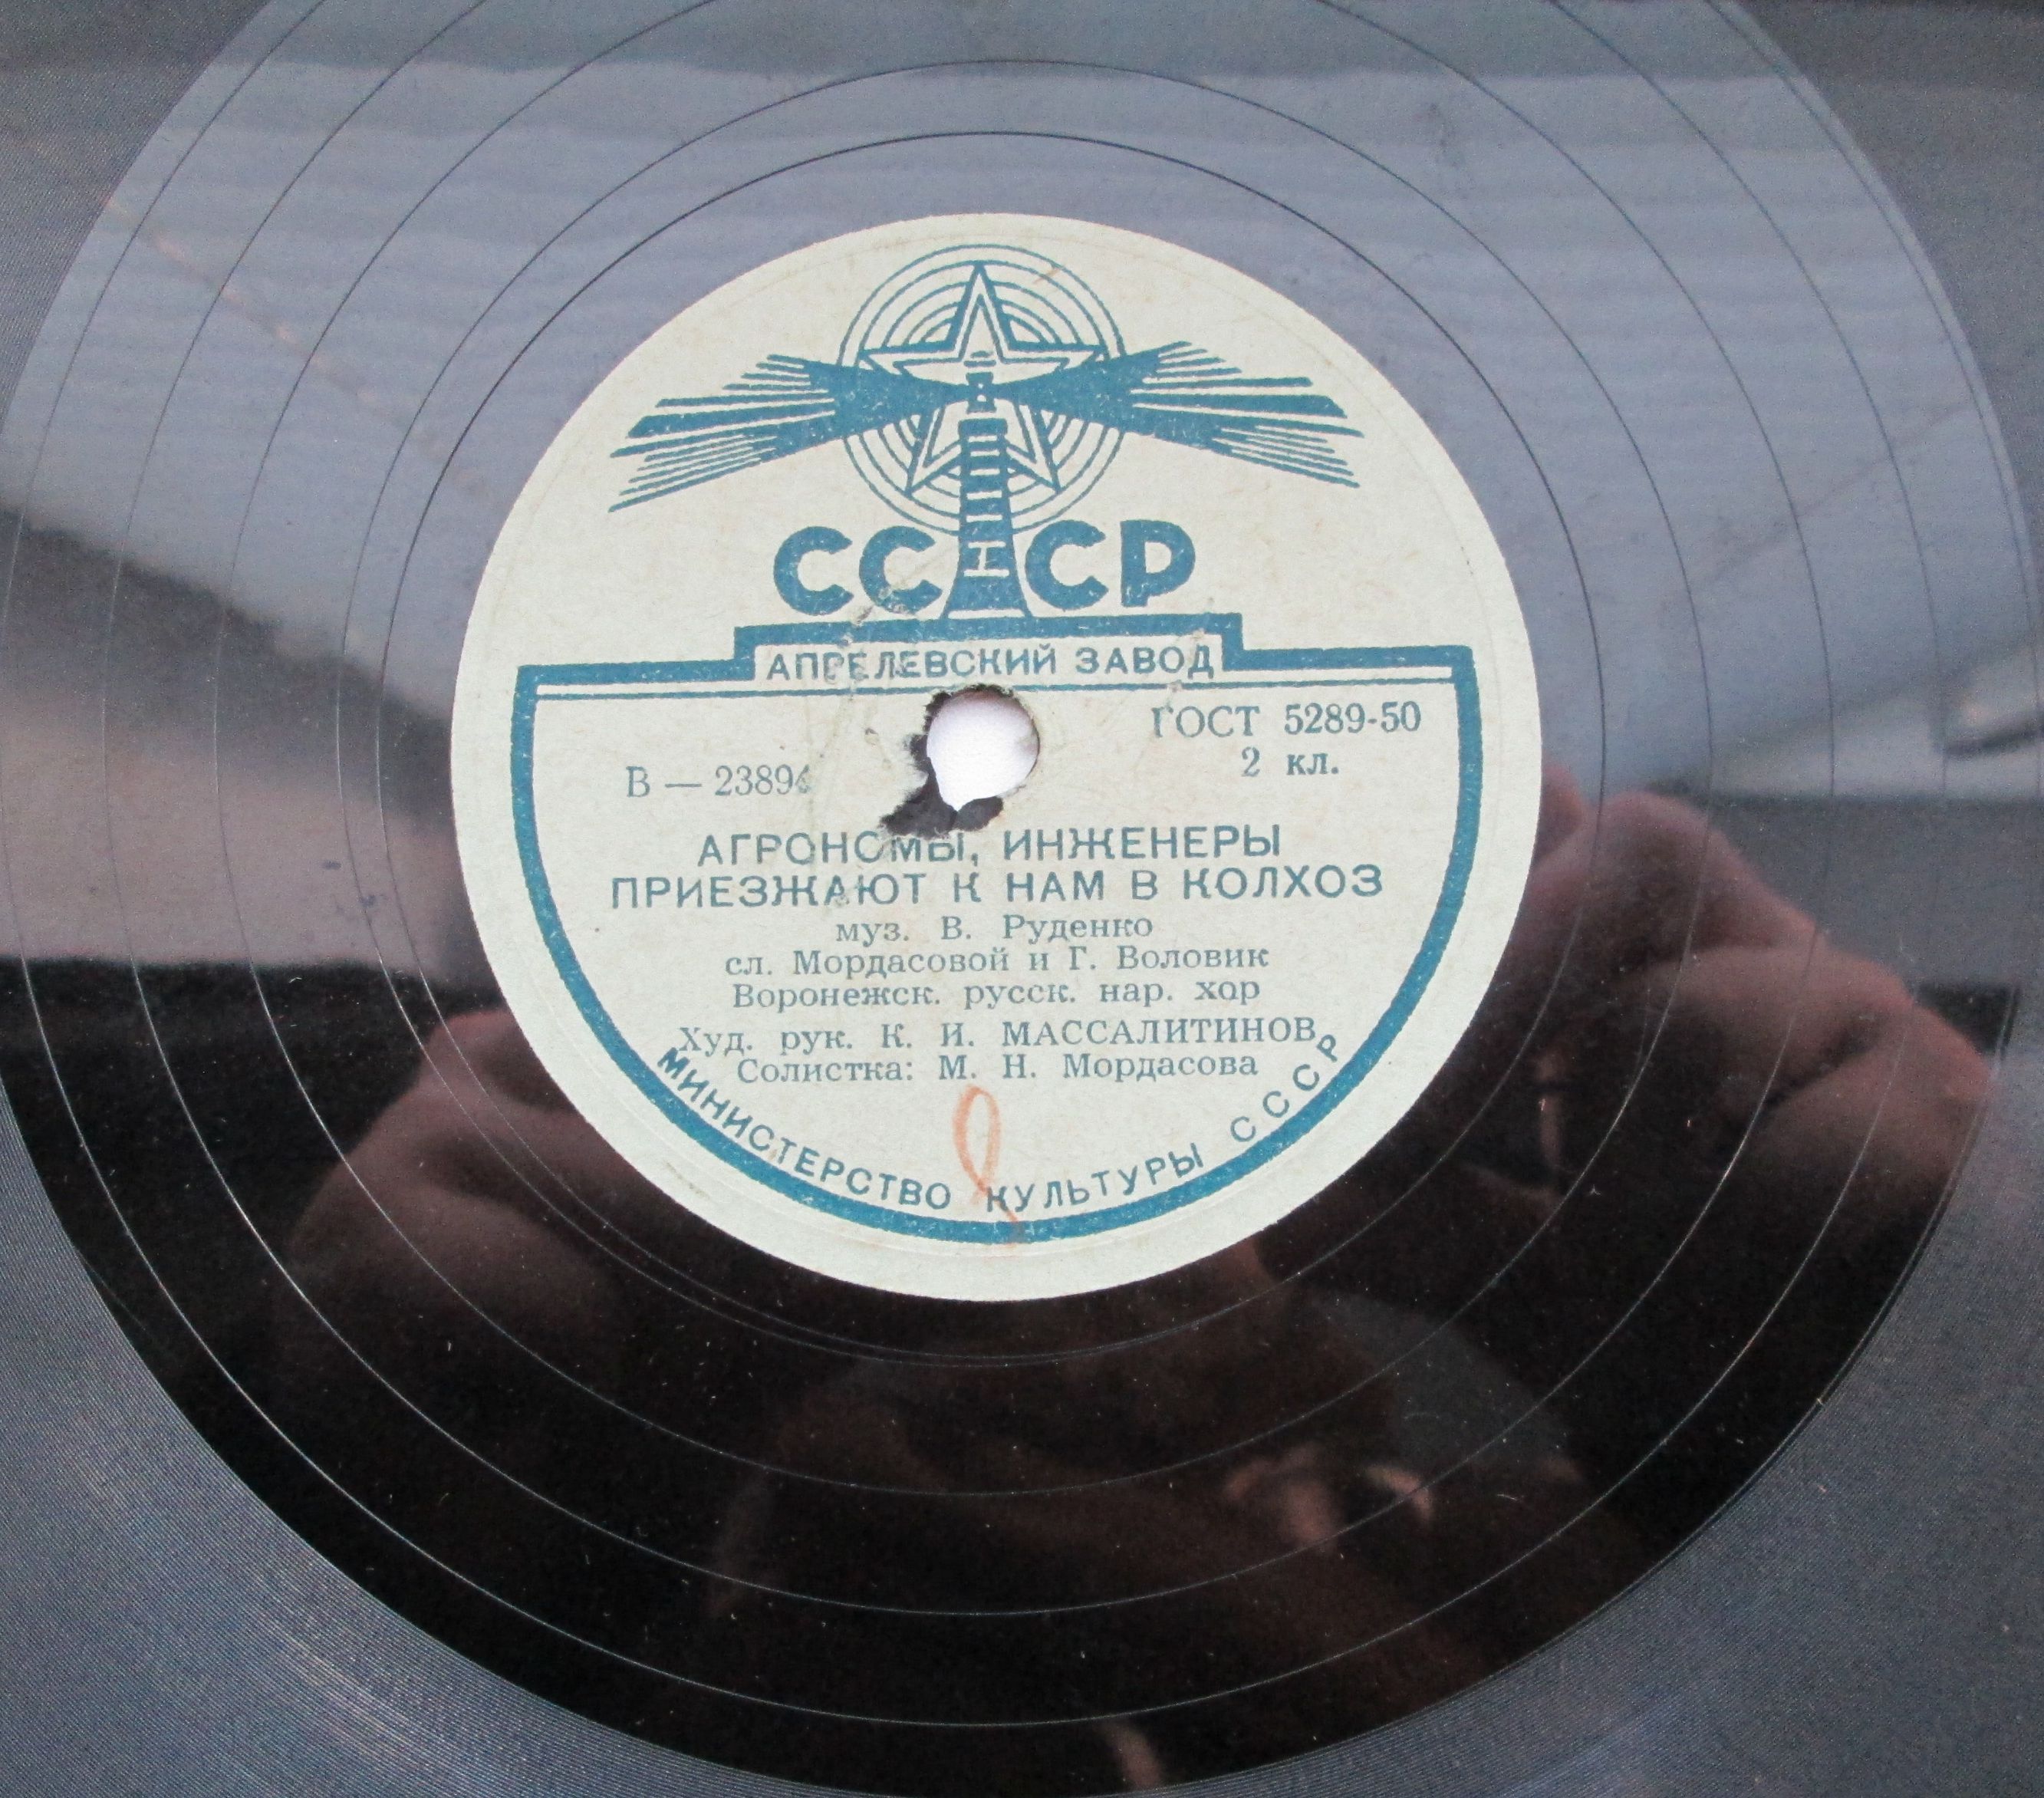 СССР
АПРЕЛЕВСКИЙ ЗАВОД
ГОСТ 5289-50
2 кл.
В — 23894
АГРОНОМЫ, ИНЖЕНЕРЫ
ПРИЕЗЖАЮТ К НАМ В КОЛХОЗ
муз. В. Руденко
сл. Мордасовой и Г. Воловик
Воронежск. русск. нар. хор
Худ. рук. К. И. МАССАЛИТИНОВ
Солистка: М. Н. Мордасова
МИНИСТЕРСТВО КУЛЬТУРЫ СССР